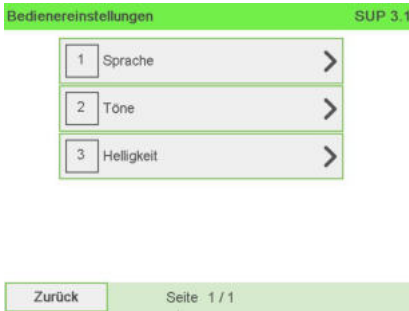 Bedienereinstellungen SUP 3.1
1 Sprache
2 Töne
3 Helligkeit
Zurück Seite 1 / 1